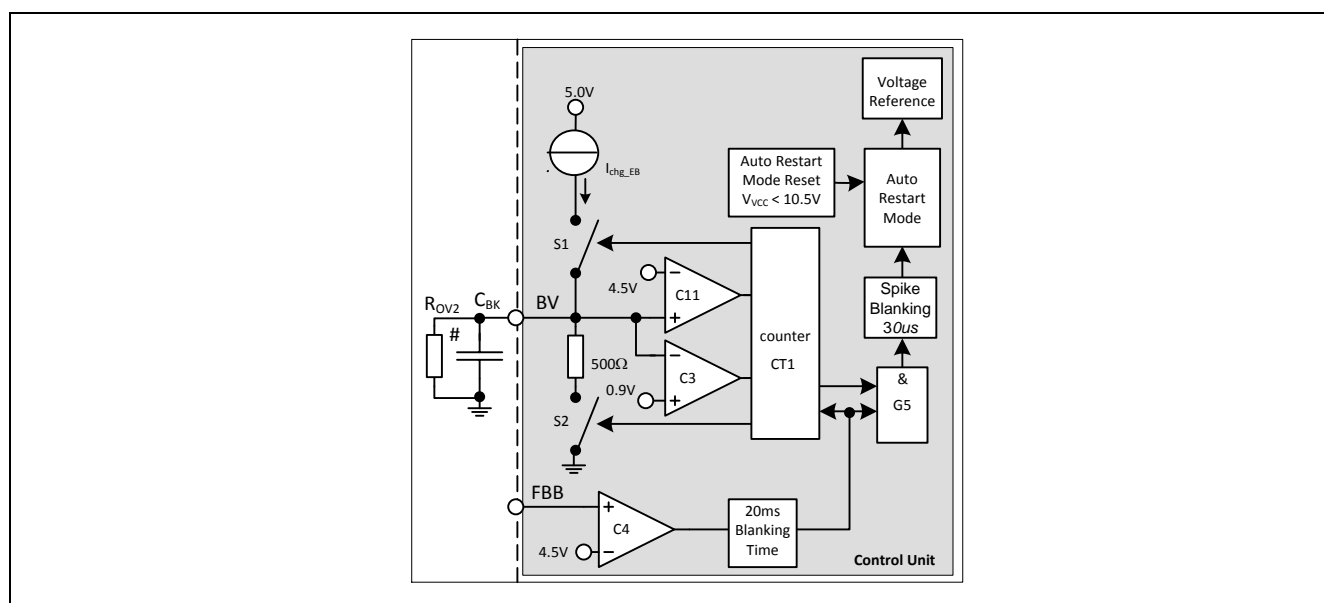 Voltage
Reference
5.0V
I_chg_EB
Auto Restart
Mode Reset
V_VCC < 10.5V
Auto
Restart
Mode
S1
4.5V
C11
Spike
Blanking
30us
R_OV2
C_BK
BV
#
500Ω
counter
CT1
C3
0.9V
&
G5
S2
FBB
C4
4.5V
20ms
Blanking
Time
Control Unit